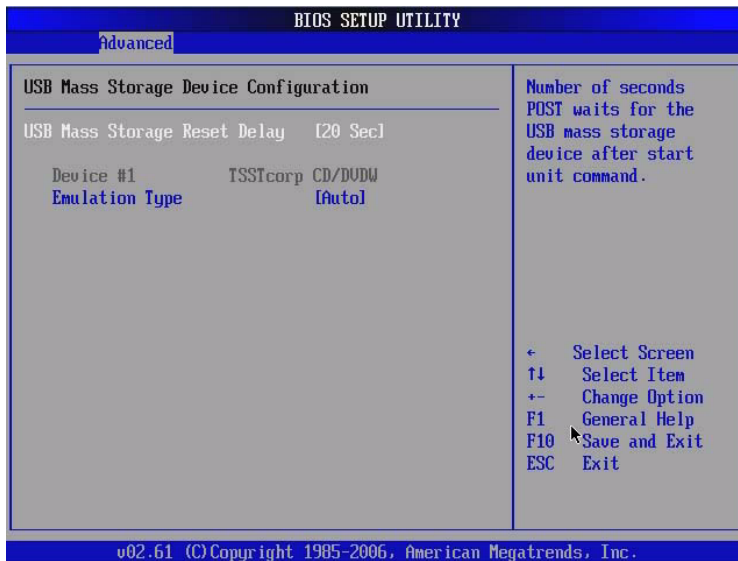 BIOS SETUP UTILITY
Advanced
USB Mass Storage Device Configuration
USB Mass Storage Reset Delay [20 Sec]
Device #1 TSSTcorp CD/DVDW
Emulation Type [Auto]
Number of seconds
POST waits for the
USB mass storage
device after start
unit command.
← Select Screen
↑↓ Select Item
+- Change Option
F1 General Help
F10 Save and Exit
ESC Exit
v02.61 (C)Copyright 1985-2006, American Megatrends, Inc.